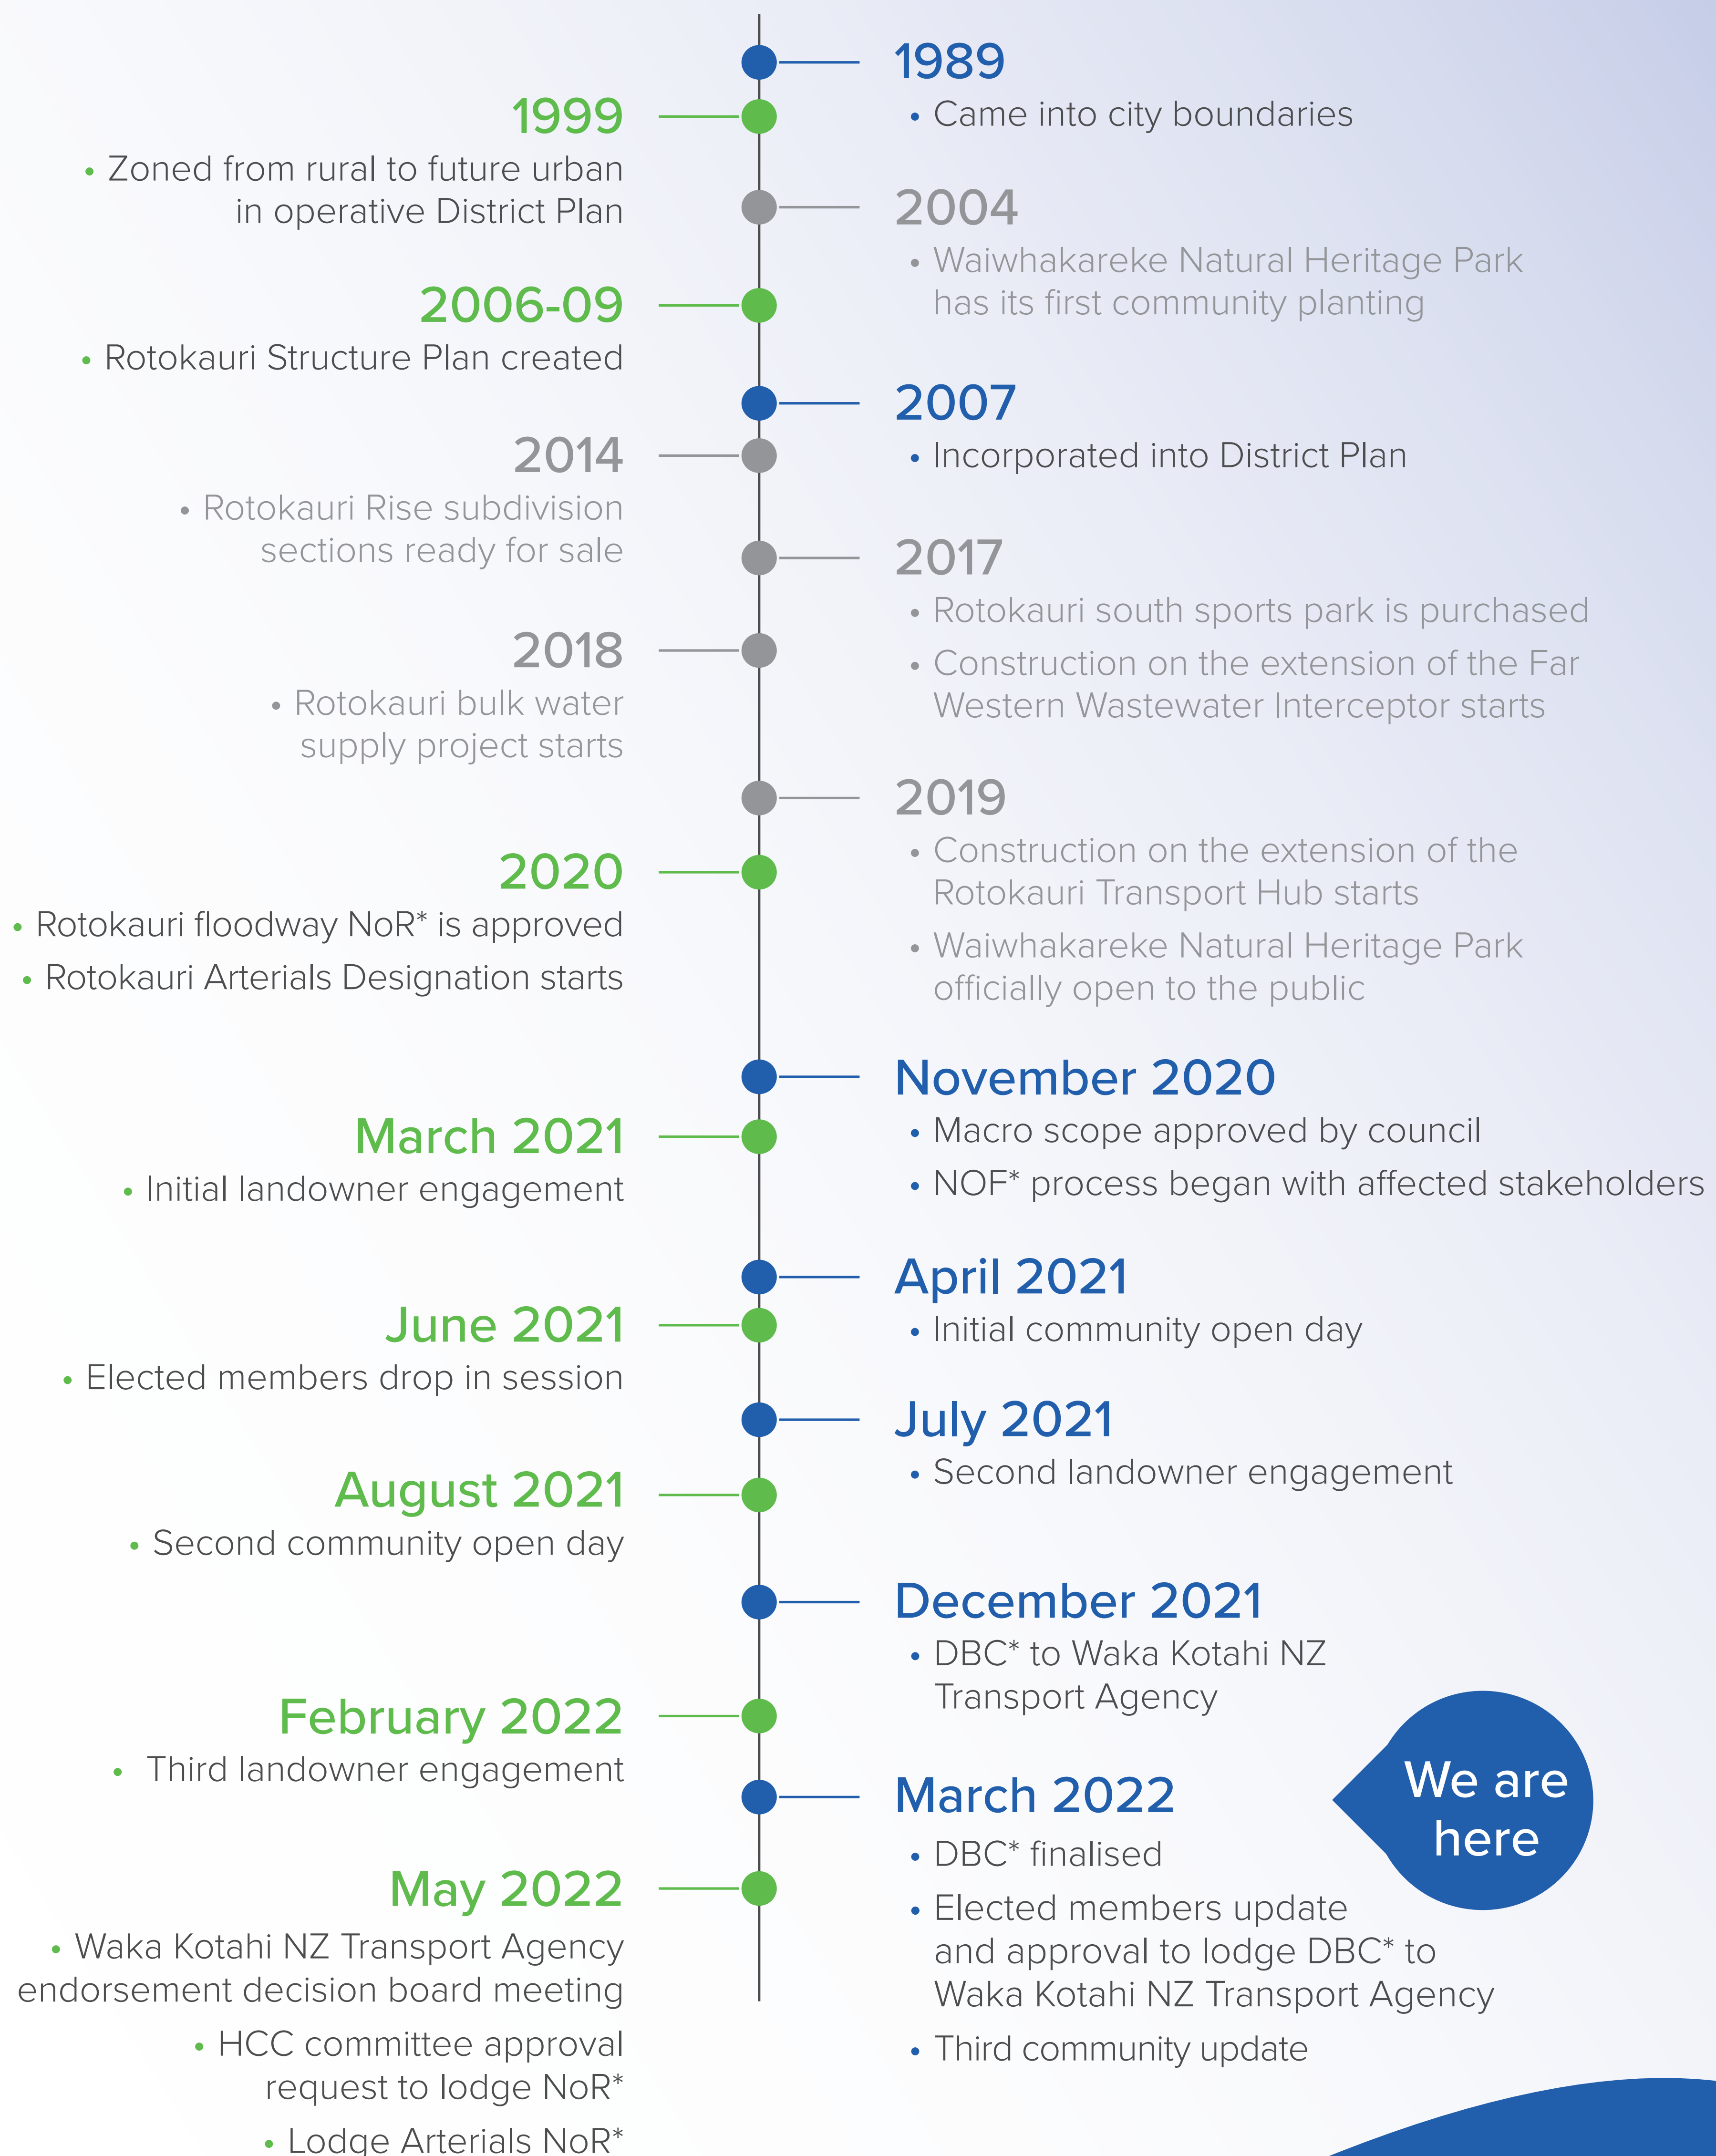 1989
• Came into city boundaries
1999
• Zoned from rural to future urban
in operative District Plan
2004
• Waiwhakareke Natural Heritage Park
has its first community planting
2006-09
• Rotokauri Structure Plan created
2007
• Incorporated into District Plan
2014
• Rotokauri Rise subdivision
sections ready for sale
2017
• Rotokauri south sports park is purchased
• Construction on the extension of the Far
Western Wastewater Interceptor starts
2018
• Rotokauri bulk water
supply project starts
2019
• Construction on the extension of the
Rotokauri Transport Hub starts
• Waiwhakareke Natural Heritage Park
officially open to the public
2020
• Rotokauri floodway NoR* is approved
• Rotokauri Arterials Designation starts
November 2020
• Macro scope approved by council
• NOF* process began with affected stakeholders
March 2021
• Initial landowner engagement
April 2021
• Initial community open day
June 2021
• Elected members drop in session
July 2021
• Second landowner engagement
August 2021
• Second community open day
December 2021
• DBC* to Waka Kotahi NZ
Transport Agency
February 2022
• Third landowner engagement
March 2022
• DBC* finalised
• Elected members update
and approval to lodge DBC* to
Waka Kotahi NZ Transport Agency
• Third community update
We are
here
May 2022
• Waka Kotahi NZ Transport Agency
endorsement decision board meeting
• HCC committee approval
request to lodge NoR*
• Lodge Arterials NoR*